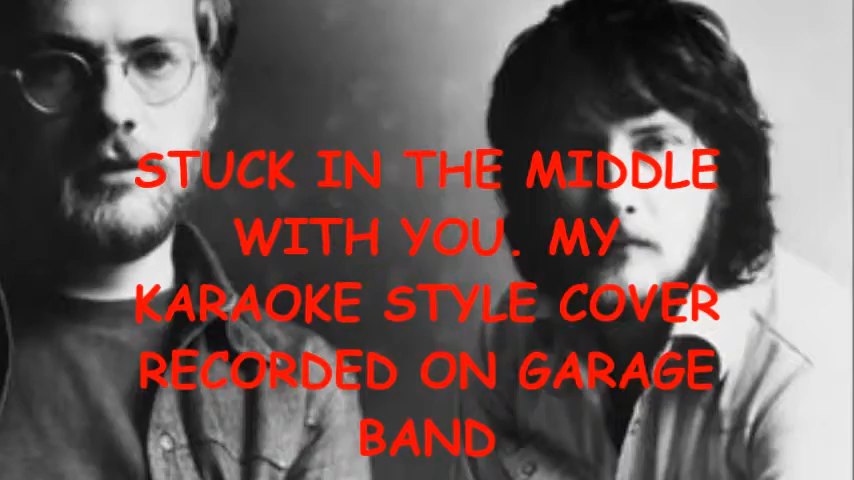 STUCK IN THE MIDDLE
WITH YOU. MY
KARAOKE STYLE COVER
RECORDED ON GARAGE
BAND